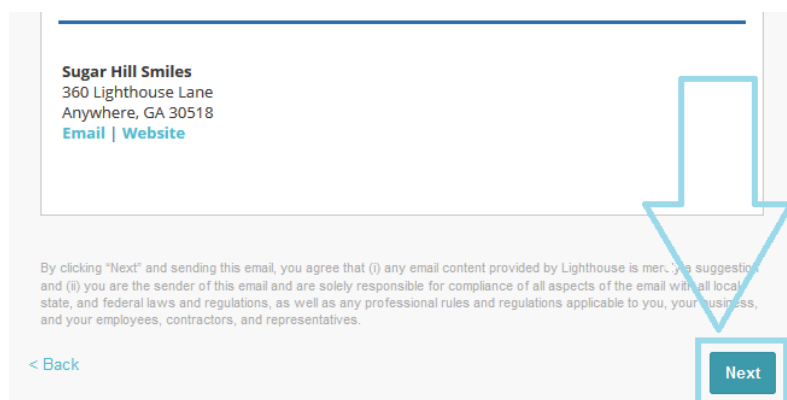 Sugar Hill Smiles
360 Lighthouse Lane
Anywhere, GA 30518
Email | Website
By clicking “Next” and sending this email, you agree that (i) any email content provided by Lighthouse is merely a suggestion
and (ii) you are the sender of this email and are solely responsible for compliance of all aspects of the email with all local,
state, and federal laws and regulations, as well as any professional rules and regulations applicable to you, your business,
and your employees, contractors, and representatives.
< Back
Next